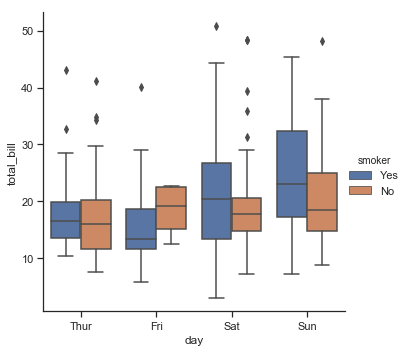 50
40
30
20
10
total_bill
Thur Fri Sat Sun
day
smoker
Yes
No